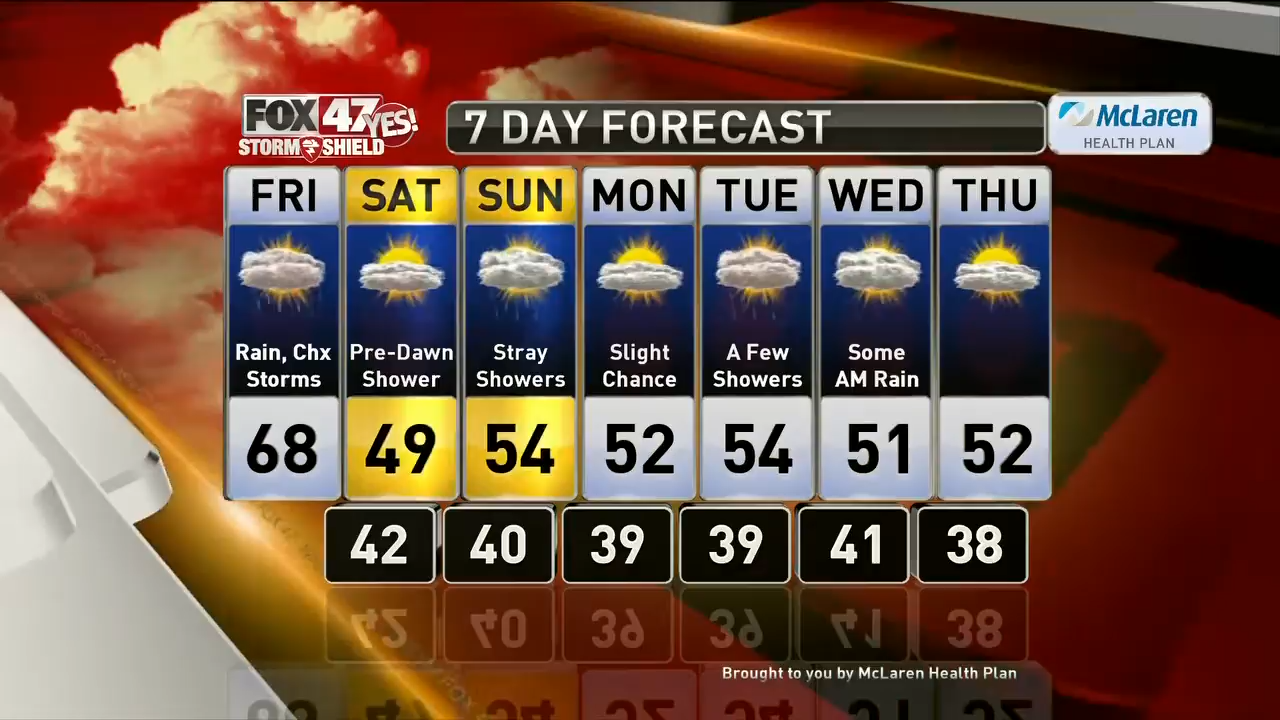 FOX 47 YES!
STORM SHIELD
7 DAY FORECAST
McLaren
HEALTH PLAN
FRI SAT SUN MON TUE WED THU
Rain, Chx Pre-Dawn Stray Slight A Few Some
Storms Shower Showers Chance Showers AM Rain
68 49 54 52 54 51 52
42 40 39 39 41 38
Brought to you by McLaren Health Plan